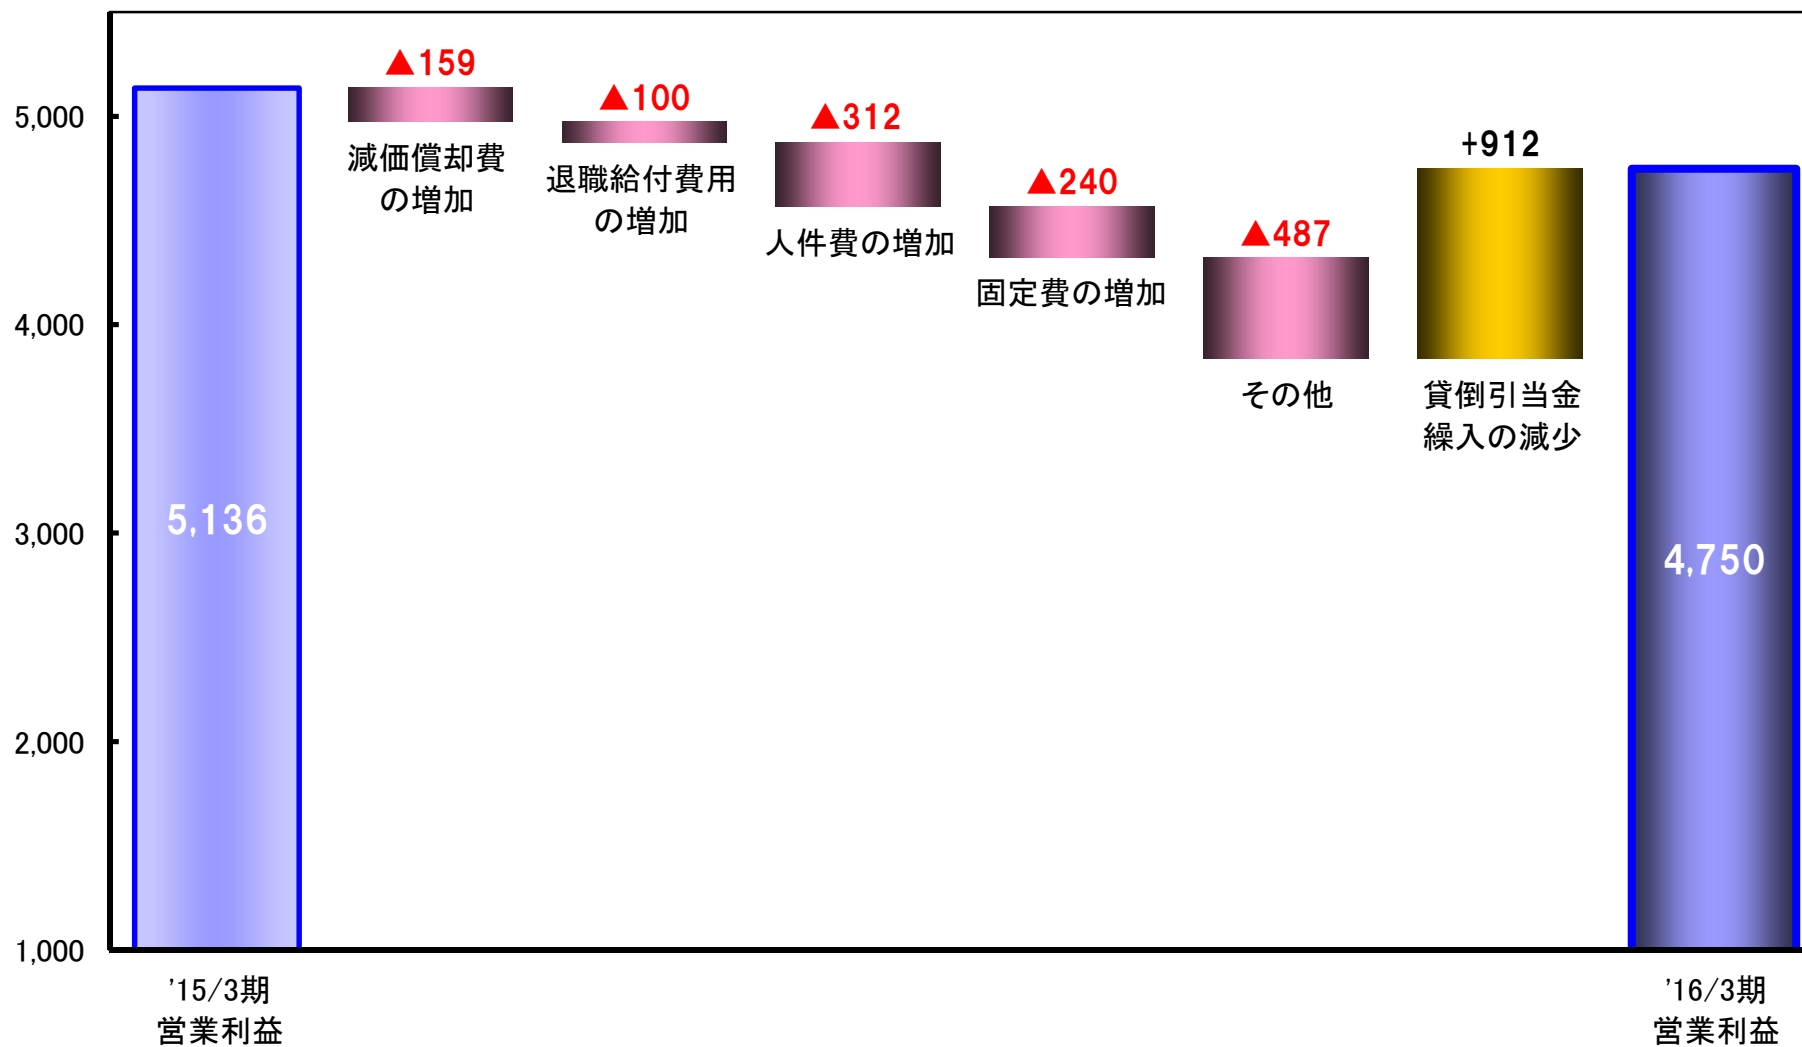 5,000
4,000
3,000
2,000
1,000
5,136
'15/3期
営業利益
▲159
減価償却費
の増加
▲100
退職給付費用
の増加
▲312
人件費の増加
▲240
固定費の増加
▲487
その他
+912
貸倒引当金
繰入の減少
4,750
'16/3期
営業利益